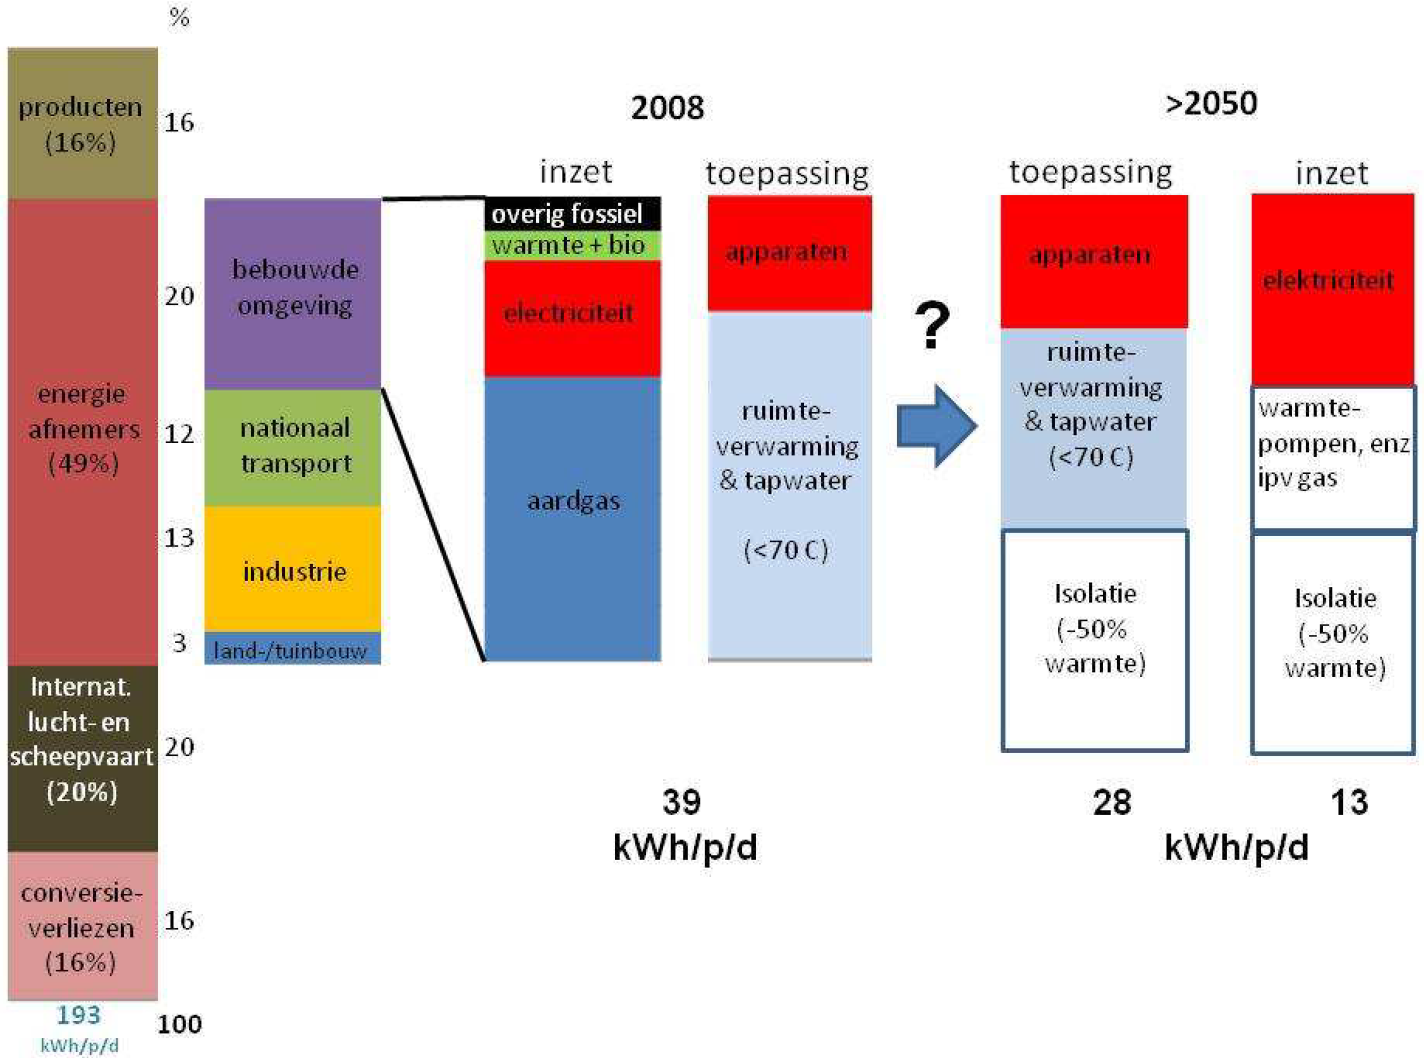 %
producten
(16%)
16
energie
afnemers
(49%)
20
12
13
3
Internat.
lucht- en
scheepvaart
(20%)
20
conversie-
verliezen
(16%)
16
193
kWh/p/d
100
bebouwde
omgeving
nationaal
transport
industrie
land-/tuinbouw
2008
inzet
overig fossiel
warmte + bio
electriciteit
aardgas
toepassing
apparaten
ruimte-
verwarming
& tapwater
(<70 C)
39
kWh/p/d
?
>2050
toepassing
apparaten
ruimte-
verwarming
& tapwater
(<70 C)
Isolatie
(-50%
warmte)
28
inzet
elektriciteit
warmte-
pompen, enz
ipv gas
Isolatie
(-50%
warmte)
13
kWh/p/d